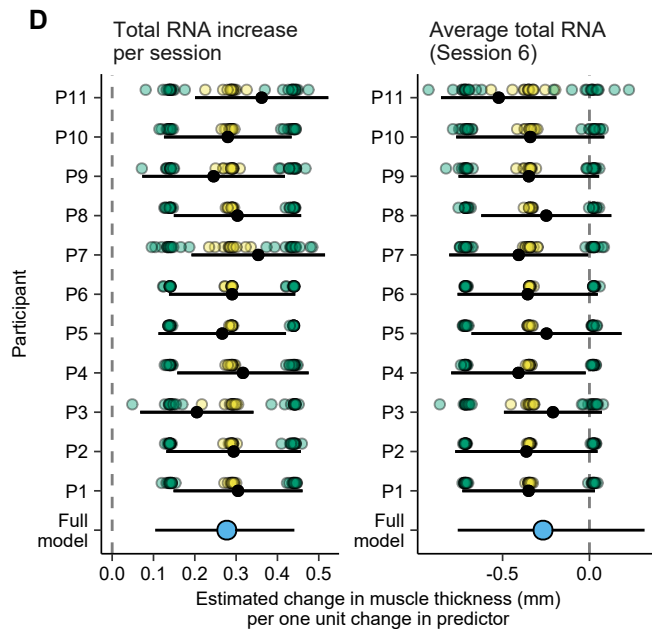 D
Total RNA increase
per session
Average total RNA
(Session 6)
Participant
P11
P10
P9
P8
P7
P6
P5
P4
P3
P2
P1
Full
model
0.0 0.1 0.2 0.3 0.4 0.5
P11
P10
P9
P8
P7
P6
P5
P4
P3
P2
P1
Full
model
-0.5 0.0
Estimated change in muscle thickness (mm)
per one unit change in predictor